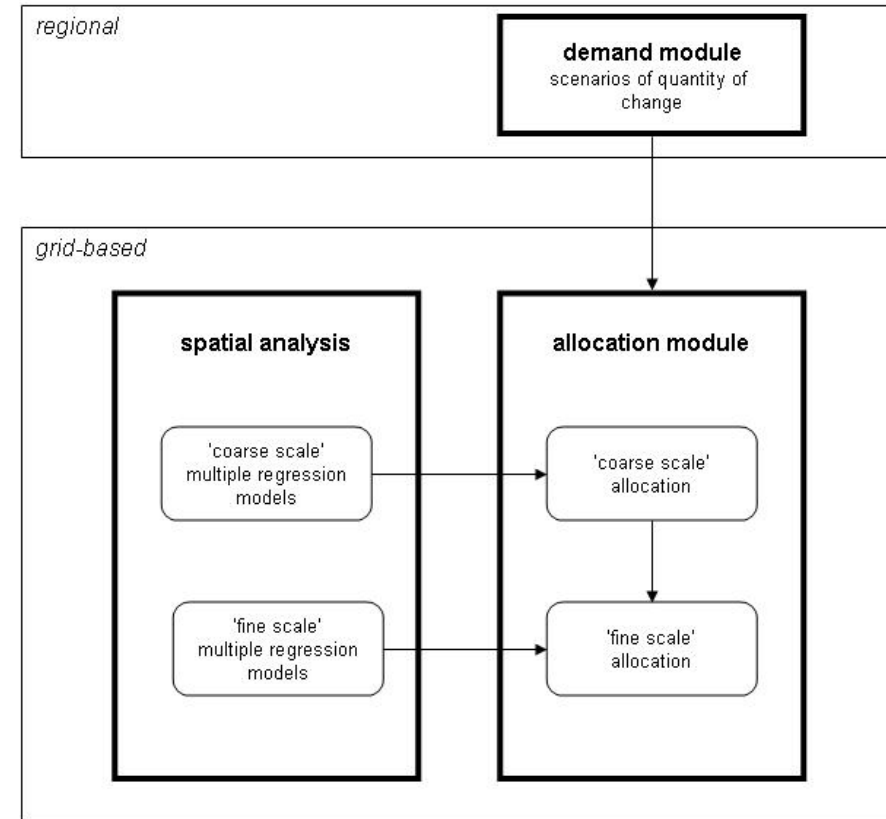 regional
demand module
scenarios of quantity of
change
grid-based
spatial analysis
allocation module
'coarse scale'
multiple regression
models
'coarse scale'
allocation
'fine scale'
multiple regression
models
'fine scale'
allocation